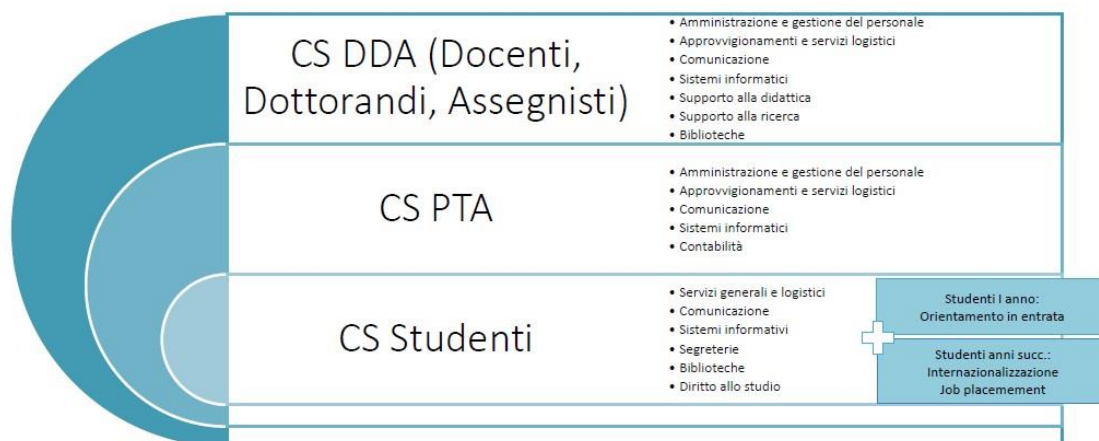 CS DDA (Docenti,
Dottorandi, Assegnisti)
• Amministrazione e gestione del personale
• Approvvigionamenti e servizi logistici
• Comunicazione
• Sistemi informatici
• Supporto alla didattica
• Supporto alla ricerca
• Biblioteche
CS PTA
• Amministrazione e gestione del personale
• Approvvigionamenti e servizi logistici
• Comunicazione
• Sistemi informatici
• Contabilità
CS Studenti
• Servizi generali e logistici
• Comunicazione
• Sistemi informativi
• Segreterie
• Biblioteche
• Diritto allo studio
Studenti I anno:
Orientamento in entrata
Studenti anni succ.:
Internazionalizzazione
Job placemement